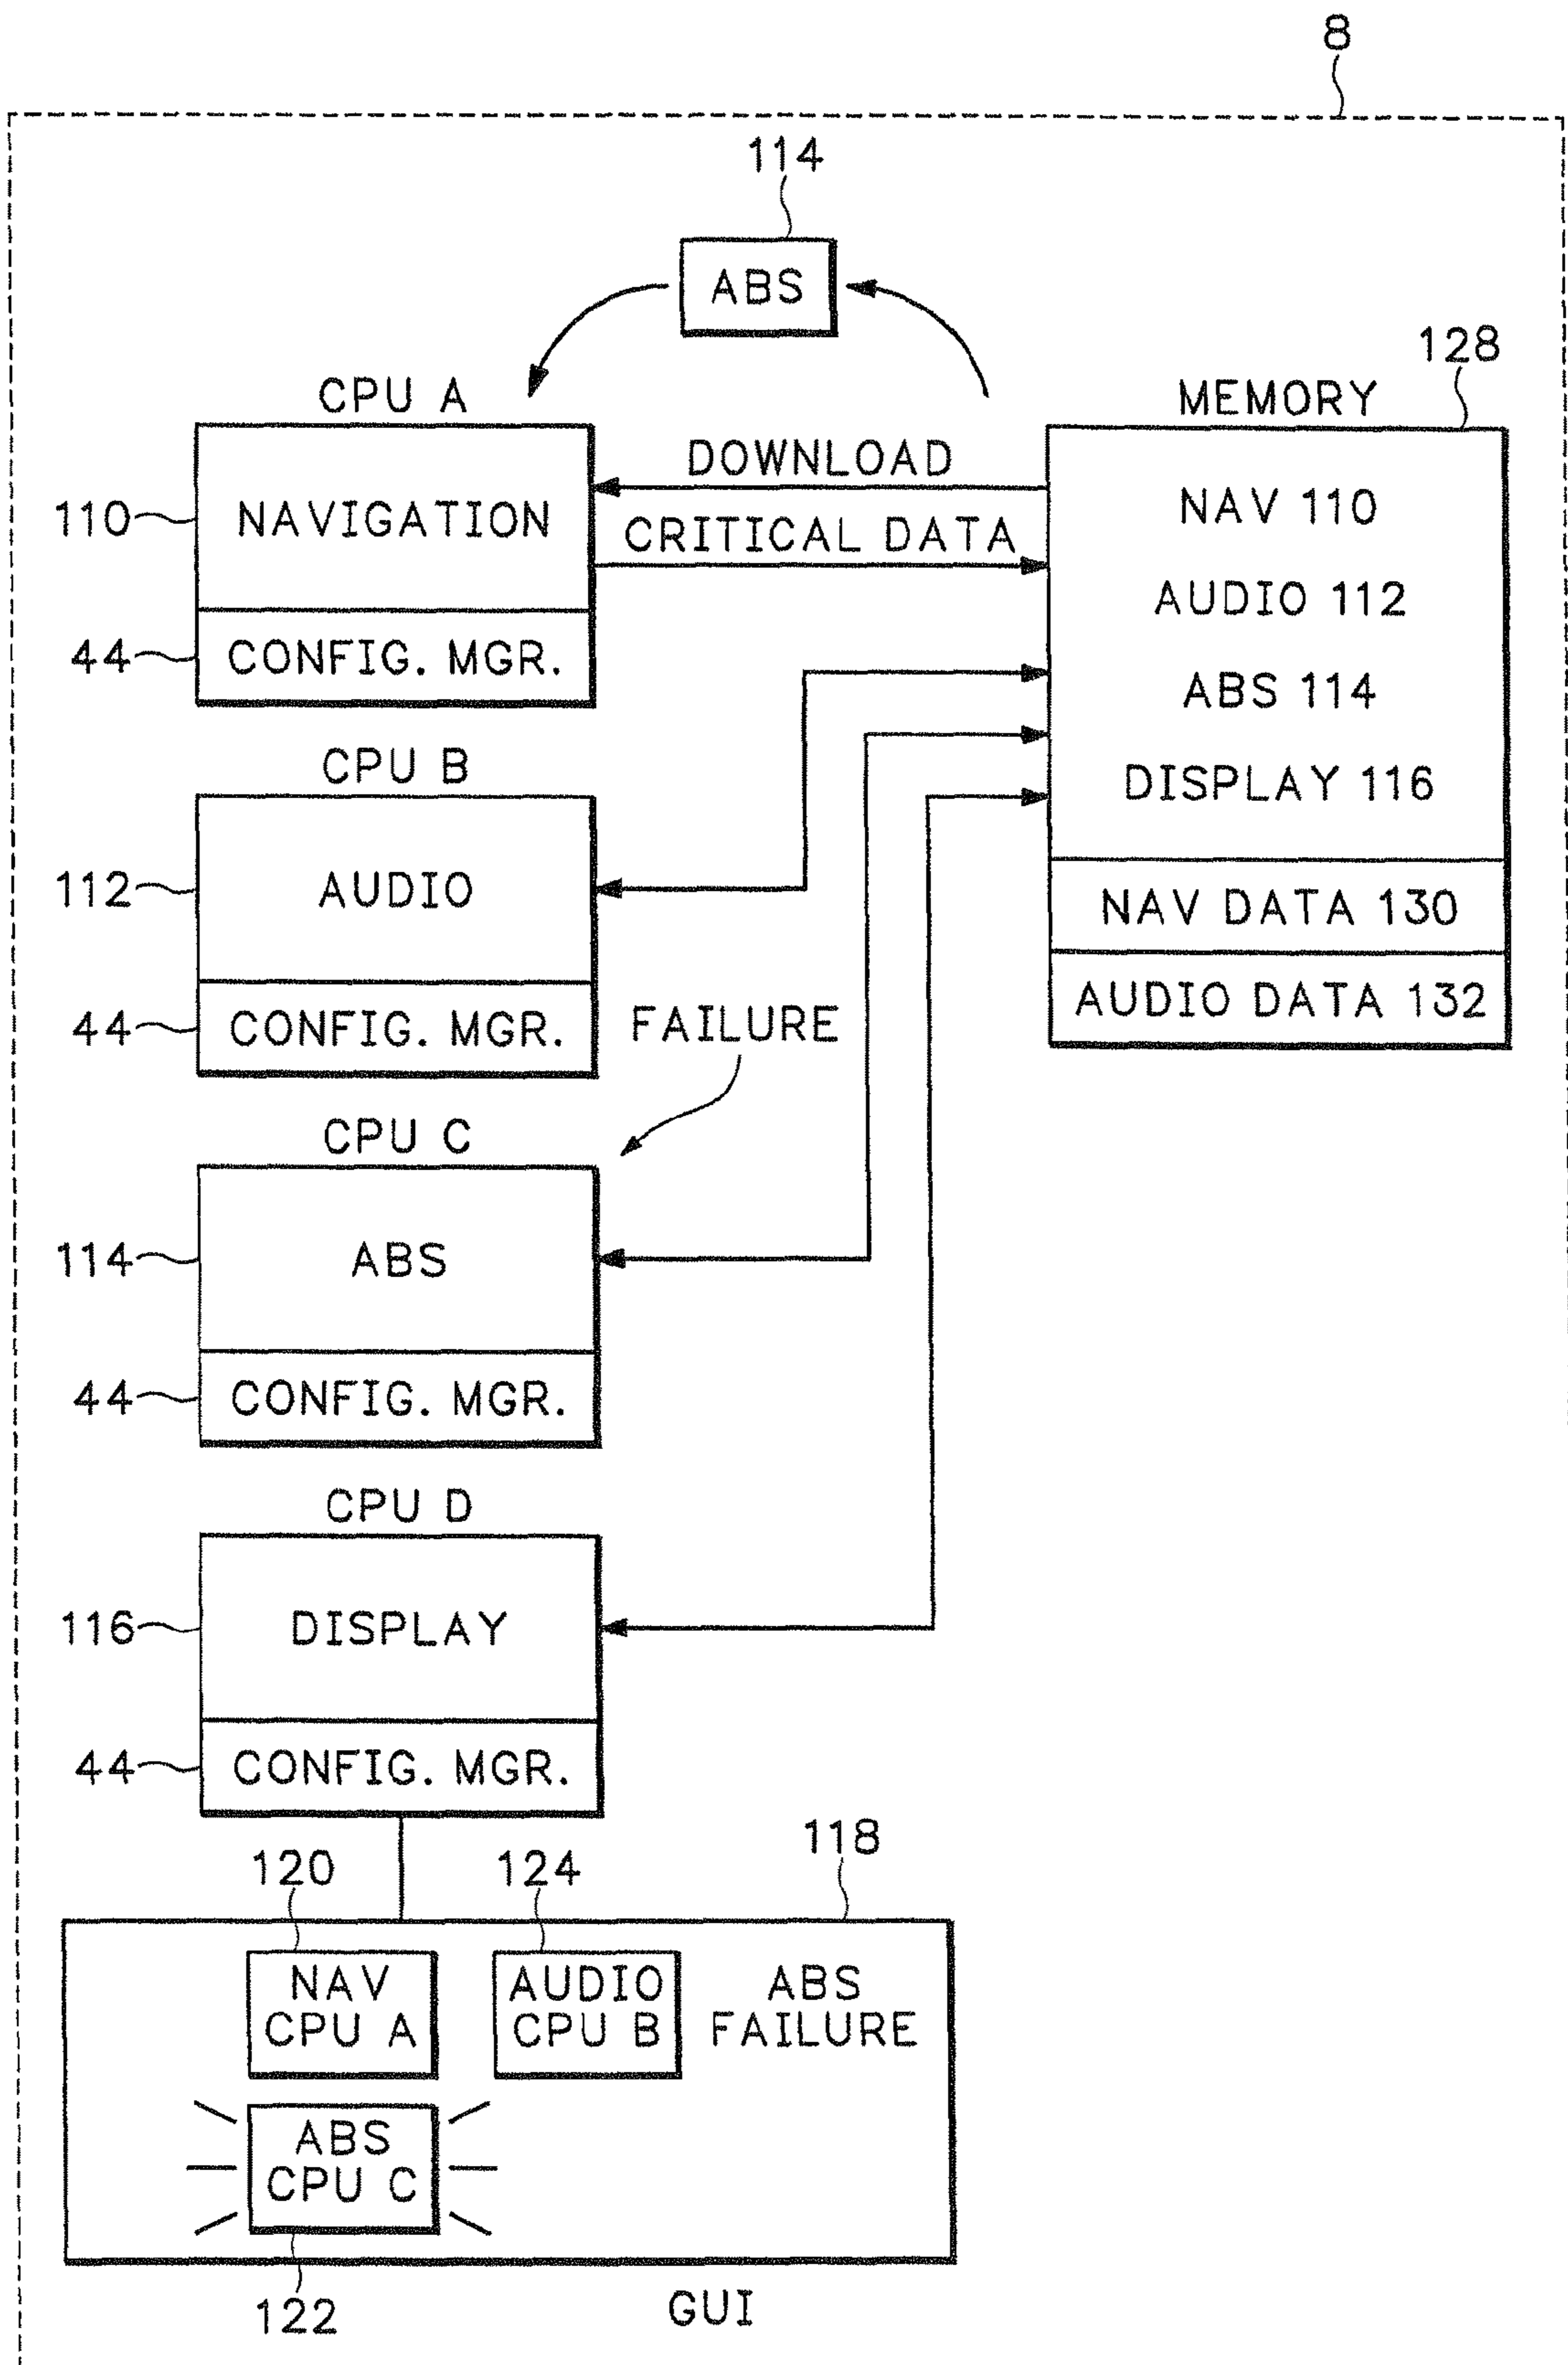 8
114
ABS
128
CPU A
MEMORY
DOWNLOAD
110
NAVIGATION
NAV 110
CRITICAL DATA
AUDIO 112
44
CONFIG. MGR.
ABS 114
CPU B
DISPLAY 116
112
AUDIO
NAV DATA 130
44
CONFIG. MGR.
FAILURE
AUDIO DATA 132
CPU C
114
ABS
44
CONFIG. MGR.
CPU D
116
DISPLAY
44
CONFIG. MGR.
118
120
124
NAV
CPU A
AUDIO
CPU B
ABS
FAILURE
ABS
CPU C
122
GUI